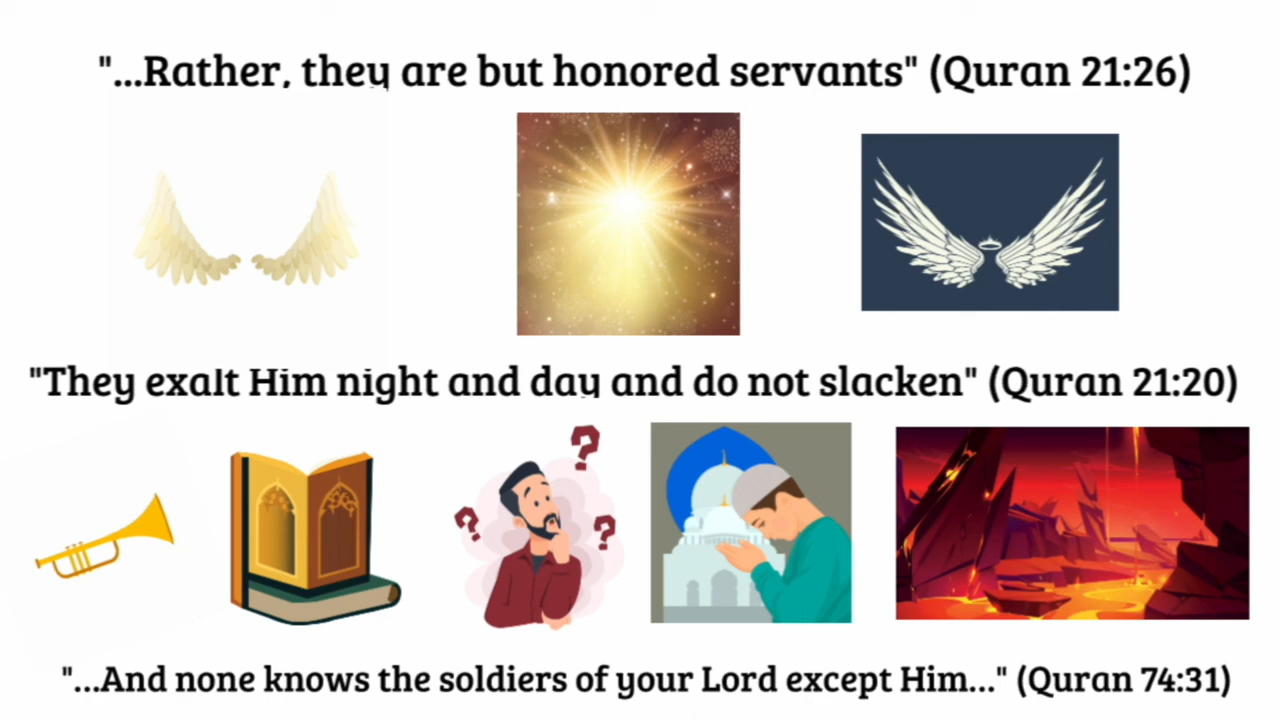 "...Rather, they are but honored servants" (Quran 21:26)
"They exalt Him night and day and do not slacken" (Quran 21:20)
? ? ?
"...And none knows the soldiers of your Lord except Him..." (Quran 74:31)